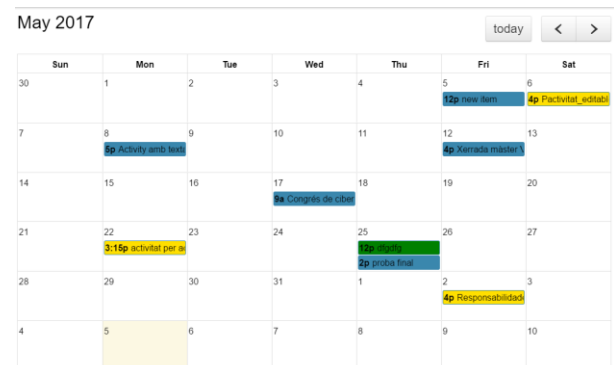 May 2017
today
Sun Mon Tue Wed Thu Fri Sat
30 1 2 3 4 5 6
12p new item 4p Pactivitat_editabl
7 8 9 10 11 12 13
5p Activity amb 4p Xerrada màster
14 15 16 17 18 19 20
9a Congrés de ciber
21 22 23 24 25 26 27
3:15p activitat per 12p dfgdfg
2p proba final
28 29 30 31 1 2 3
4p Responsabilidad
4 5 6 7 8 9 10